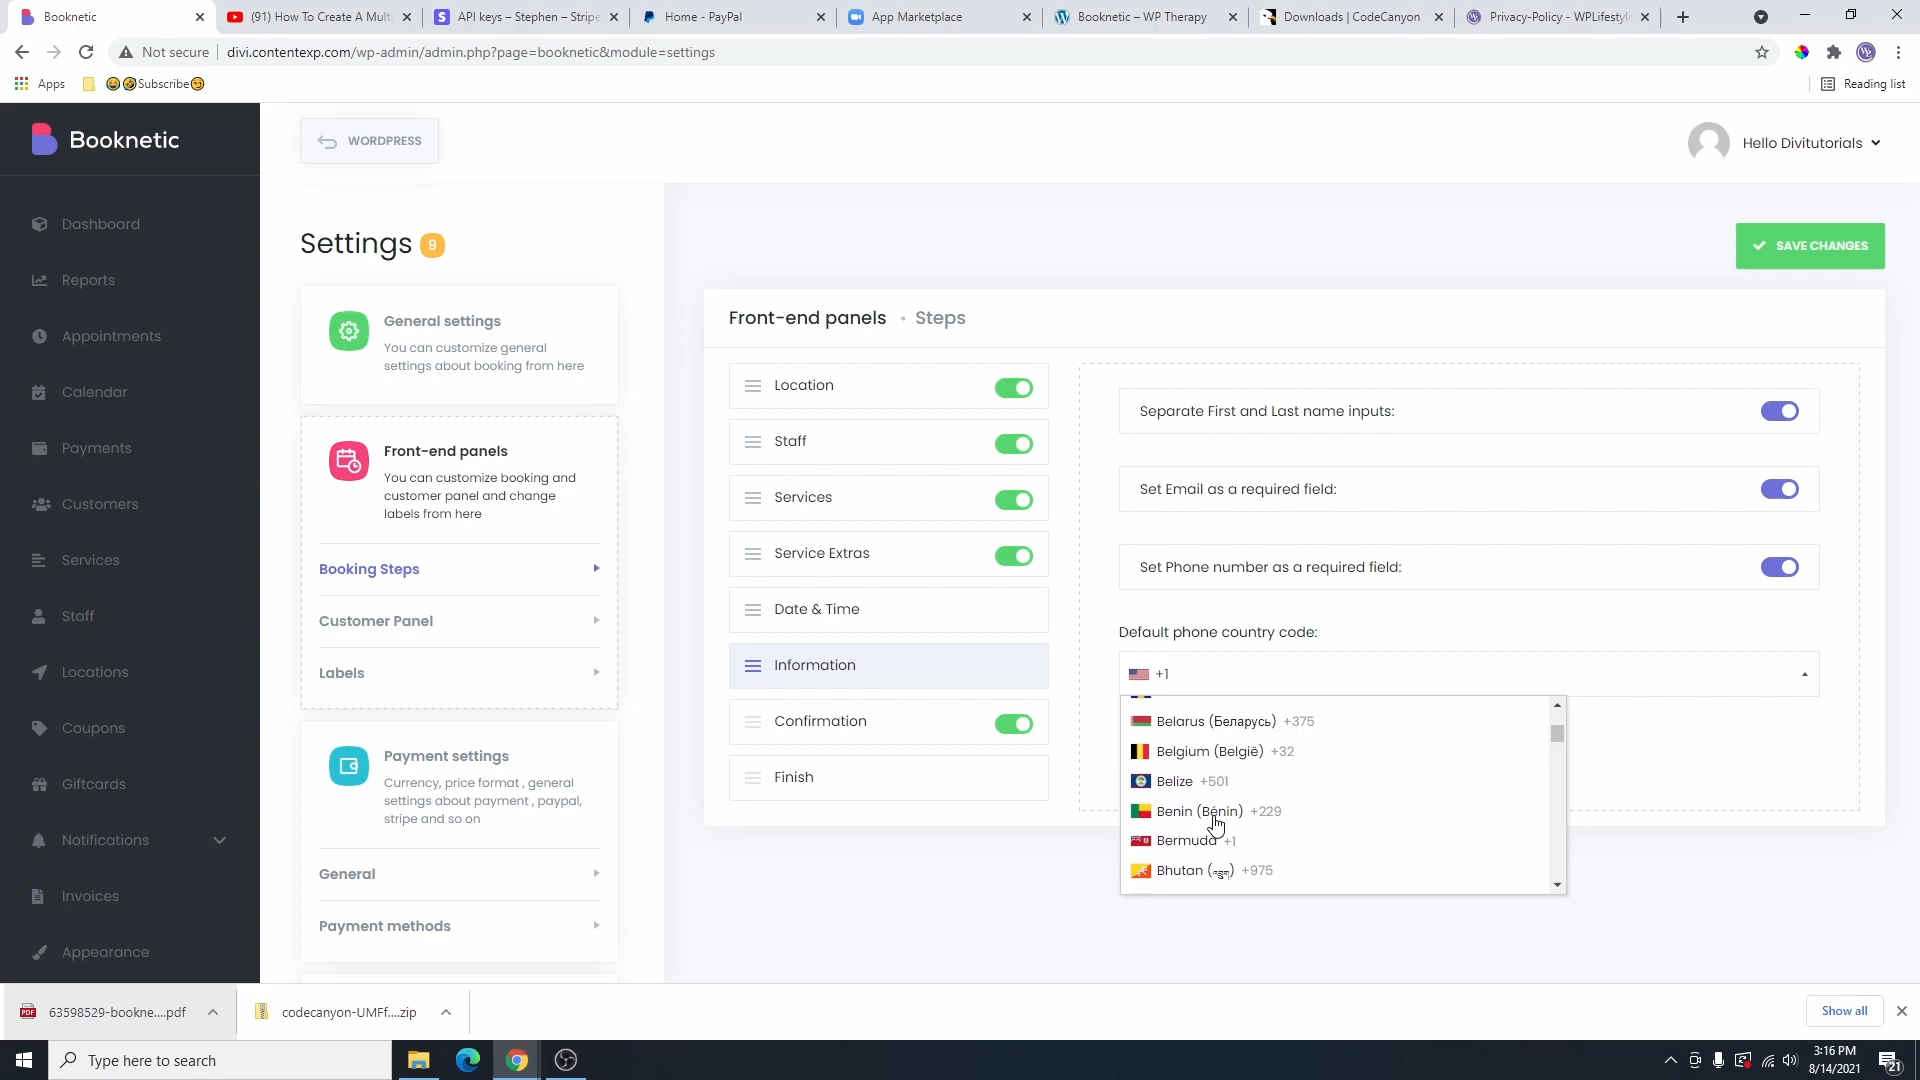 Booknetic
(91) How To Create A Multi
API keys – Stephen – Stripe
Home - PayPal
App Marketplace
Booknetic – WP Therapy
Downloads | CodeCanyon
Privacy-Policy - WPLifestyle
Not secure
divi.contentexp.com/wp-admin/admin.php?page=booknetic&module=settings
Apps
Subscribe
Reading list
Booknetic
WORDPRESS
Hello Divitutorials
Dashboard
Reports
Appointments
Calendar
Payments
Customers
Services
Staff
Locations
Coupons
Giftcards
Notifications
Invoices
Appearance
Settings 9
General settings
You can customize general
settings about booking from here
Front-end panels
You can customize booking and
customer panel and change
labels from here
Booking Steps
Customer Panel
Labels
Payment settings
Currency, price format , general
settings about payment , paypal,
stripe and so on
General
Payment methods
SAVE CHANGES
Front-end panels • Steps
Location
Staff
Services
Service Extras
Date & Time
Information
Confirmation
Finish
Separate First and Last name inputs:
Set Email as a required field:
Set Phone number as a required field:
Default phone country code:
+1
Belarus (Беларусь) +375
Belgium (België) +32
Belize +501
Benin (Bénin) +229
Bermuda +1
Bhutan (འབྲུག) +975
63598529-bookne....pdf
codecanyon-UMFf....zip
Show all
Type here to search
3:16 PM
8/14/2021
21